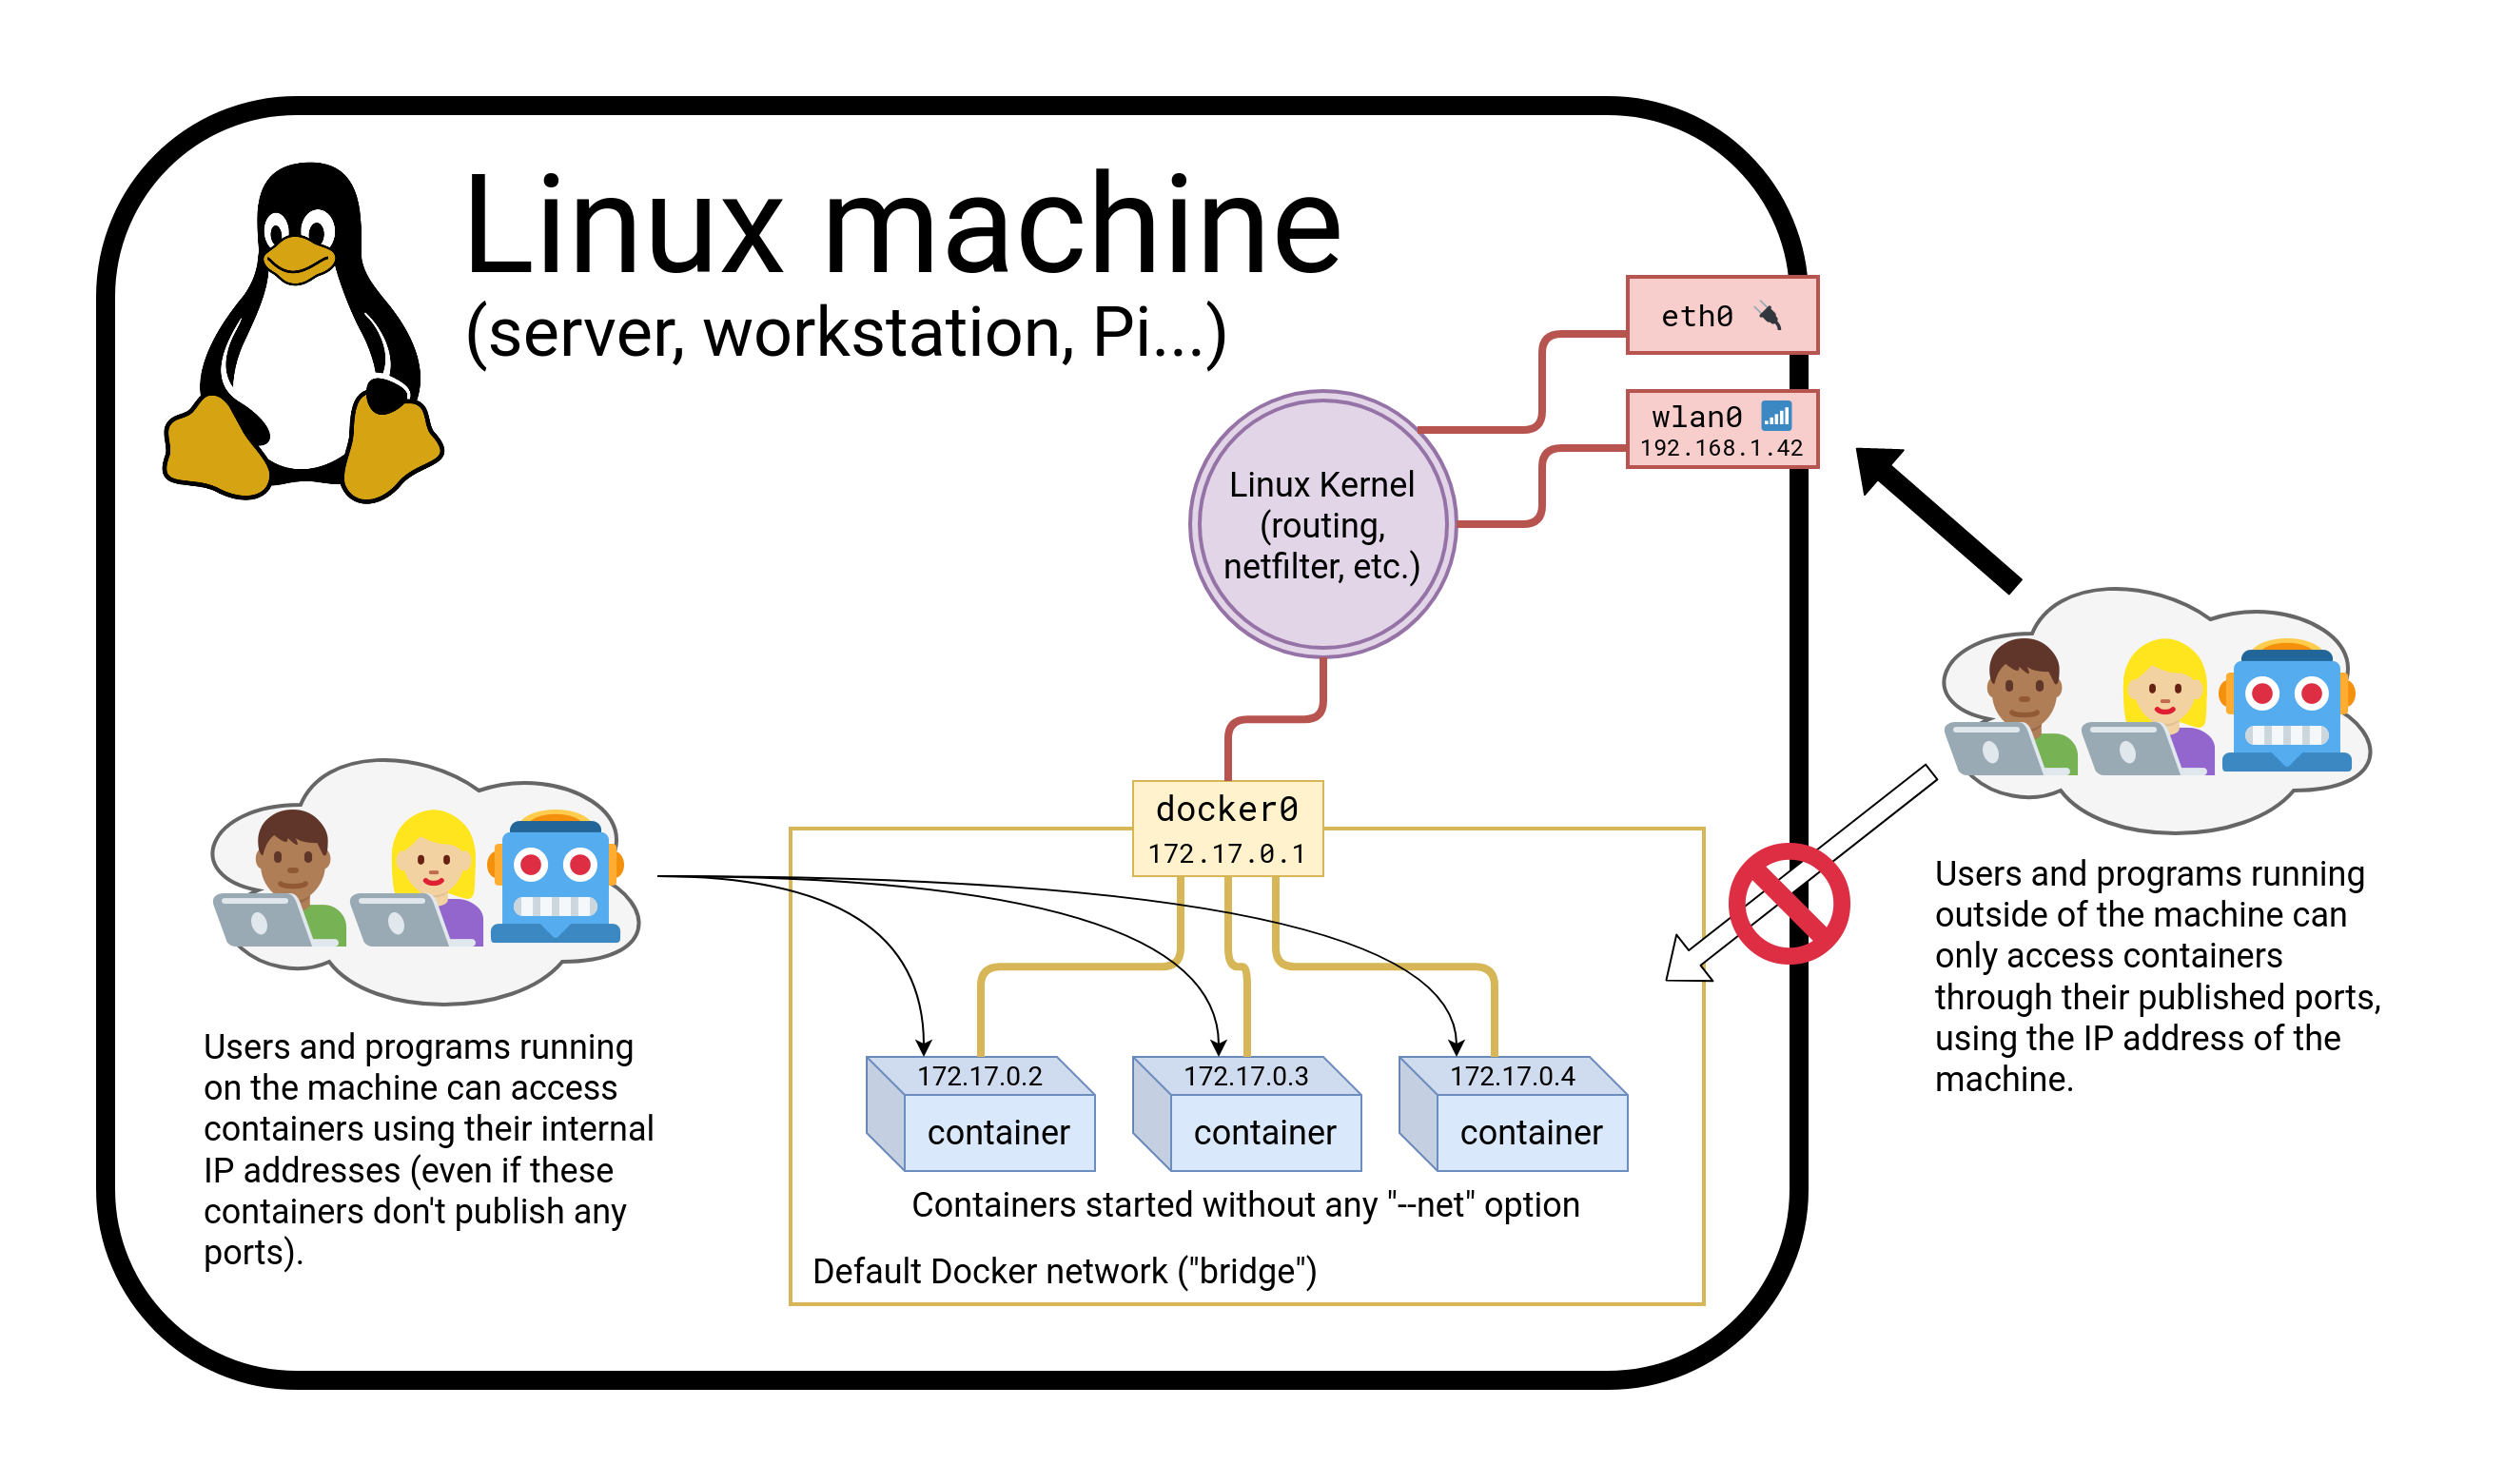 Linux machine
(server, workstation, Pi...)
eth0
wlan0
192.168.1.42
Linux Kernel
(routing,
netfilter, etc.)
docker0
172.17.0.1
Users and programs running
on the machine can access
containers using their internal
IP addresses (even if these
containers don't publish any
ports).
172.17.0.2
container
172.17.0.3
container
172.17.0.4
container
Containers started without any "--net" option
Default Docker network ("bridge")
Users and programs running
outside of the machine can
only access containers
through their published ports,
using the IP address of the
machine.